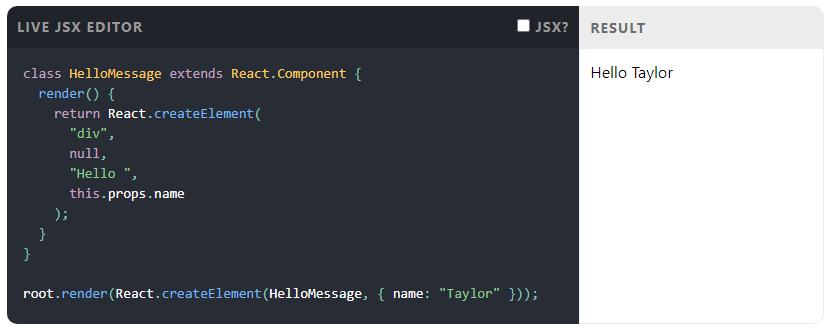 LIVE JSX EDITOR
JSX?
RESULT
class HelloMessage extends React.Component {
  render() {
    return React.createElement(
      "div",
      null,
      "Hello ",
      this.props.name
    );
  }
}
root.render(React.createElement(HelloMessage, { name: "Taylor" }));
Hello Taylor